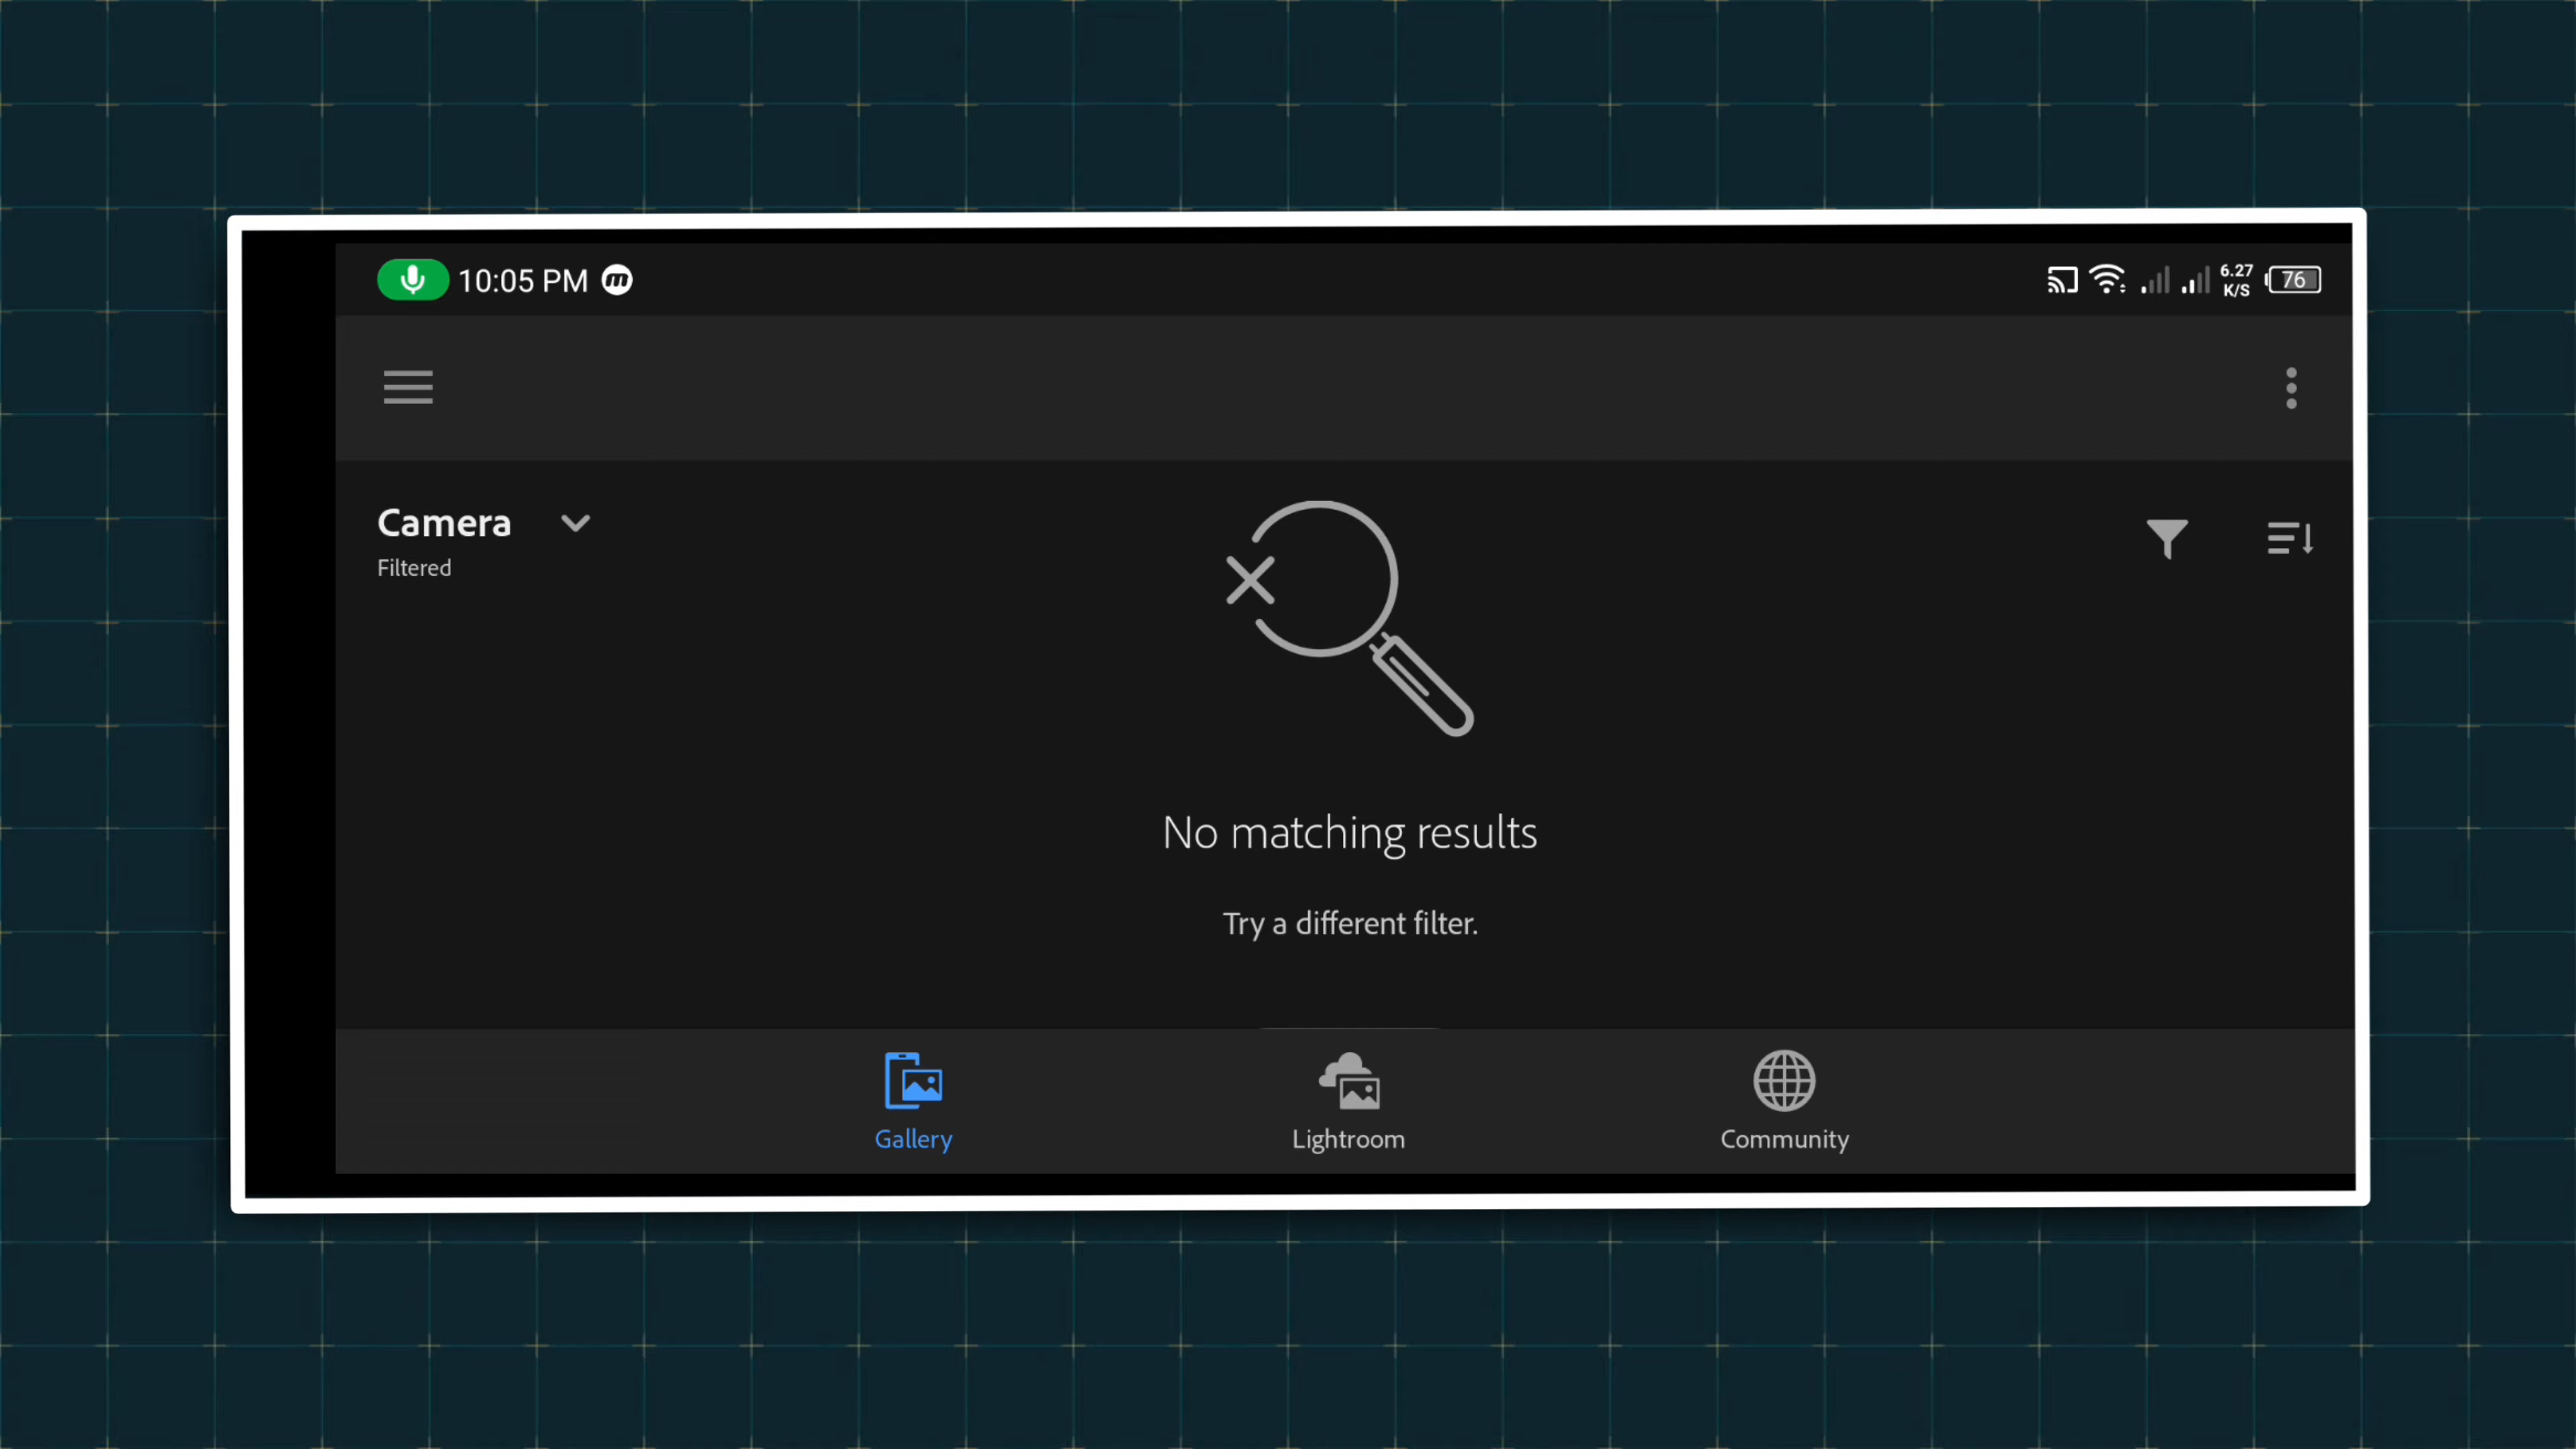 10:05 PM
6.27
K/S
76
Camera
Filtered
No matching results
Try a different filter.
Gallery
Lightroom
Community